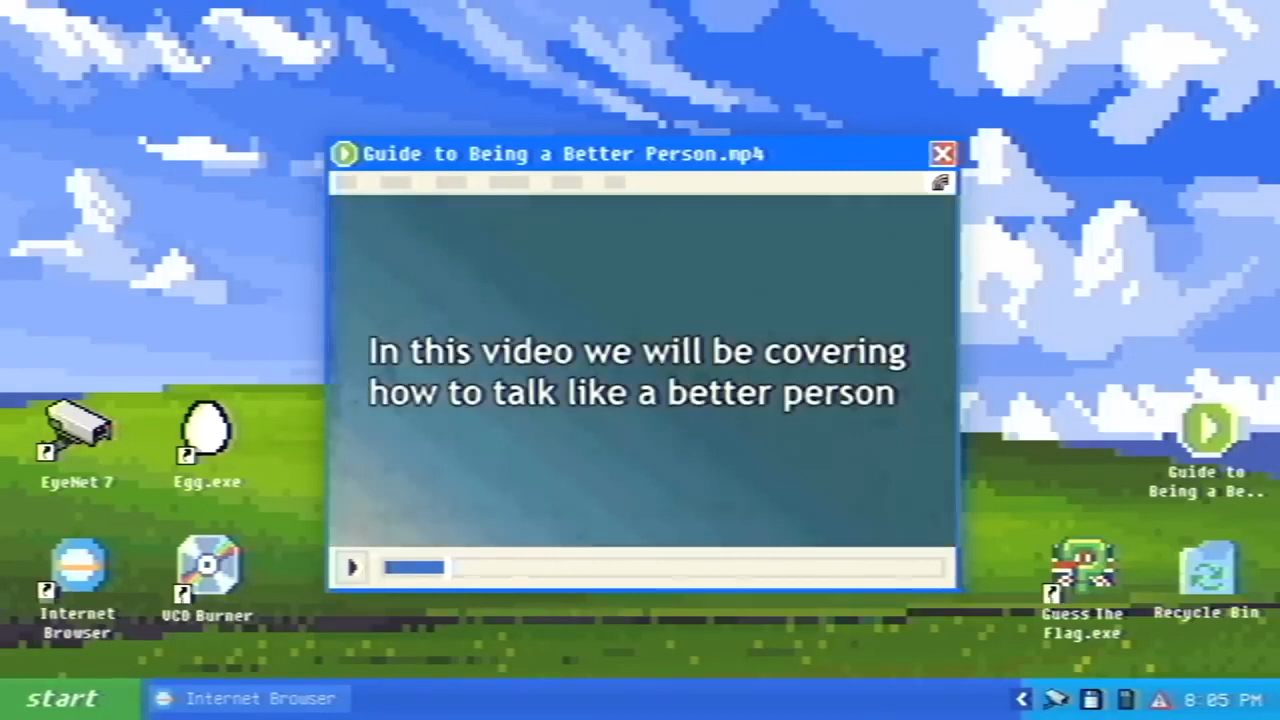 Guide to Being a Better Person.mp4
In this video we will be covering
how to talk like a better person
EyeNet 7
Egg.exe
Guide to
Being a Be..
Internet
Browser
VCD Burner
Guess The
Flag.exe
Recycle Bin
start
Internet Browser
8:05 PM